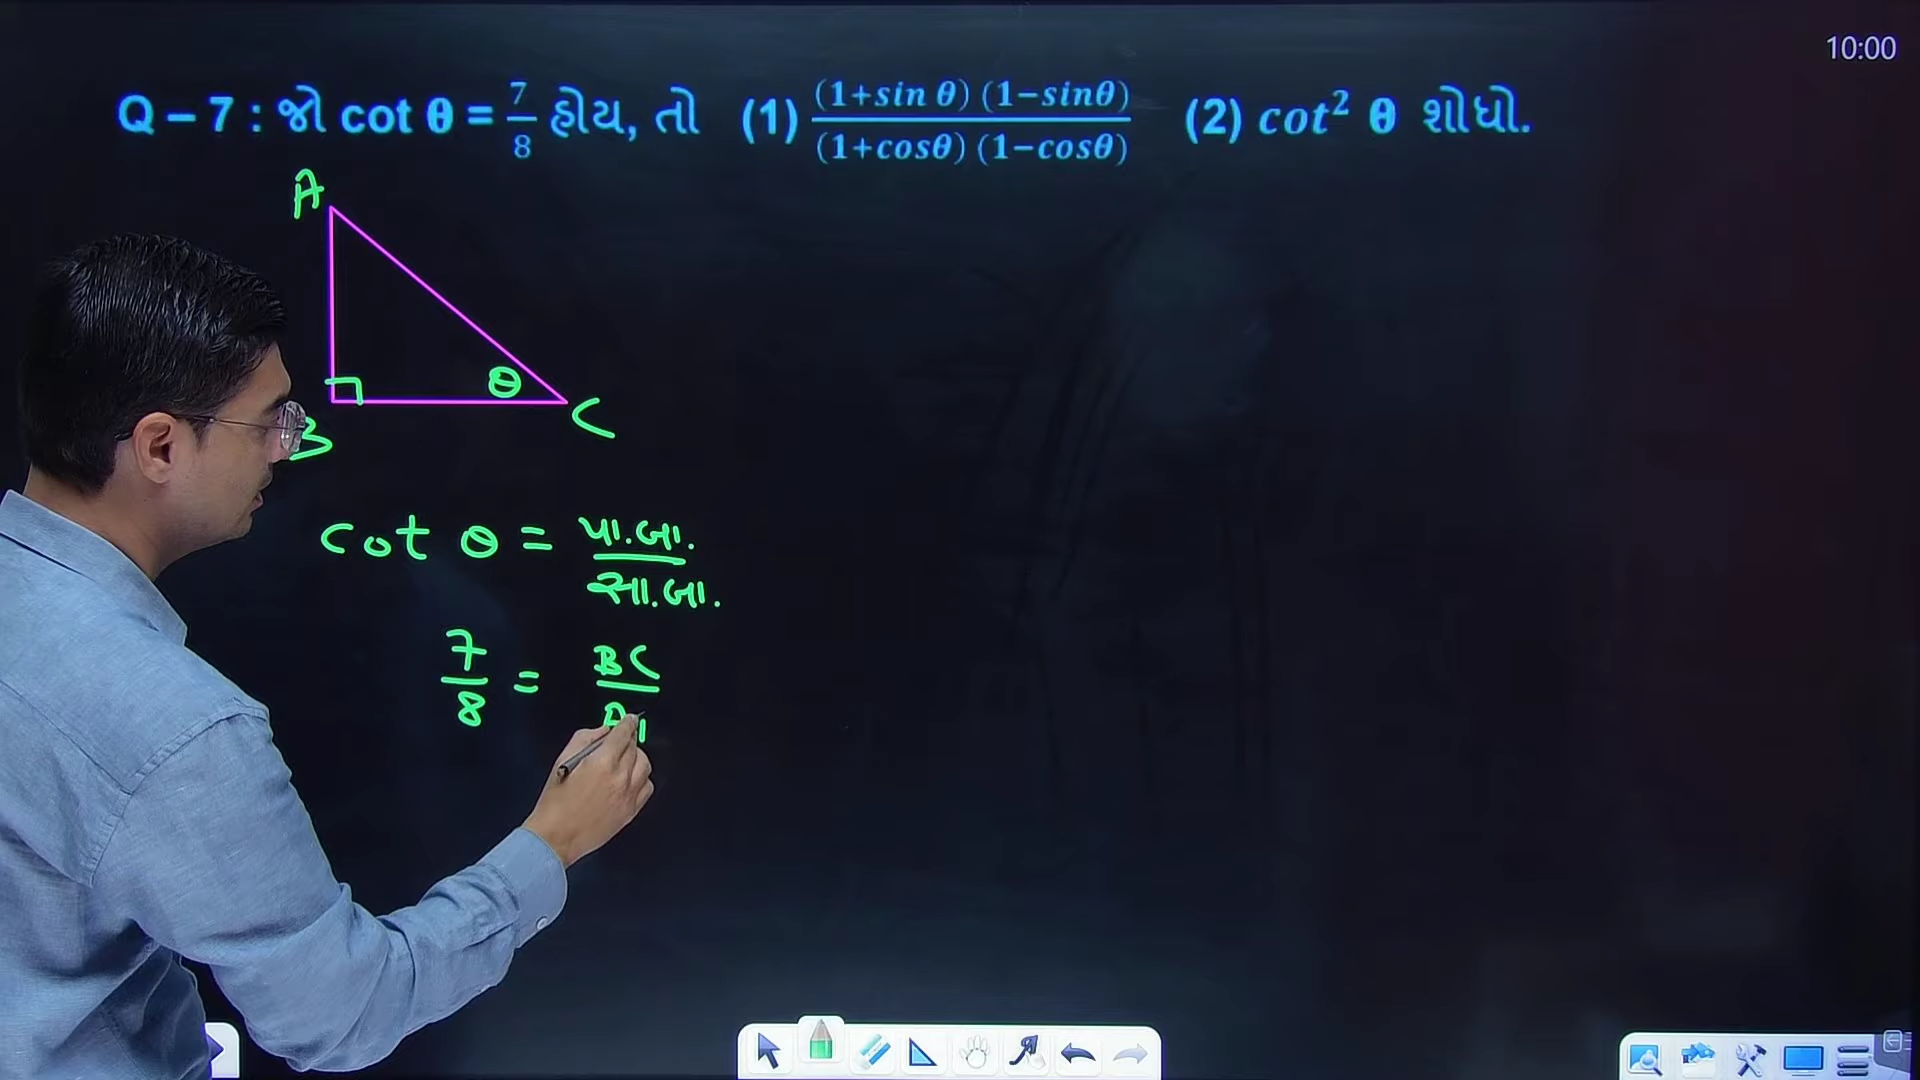 10:00
Q – 7 : જો cot θ = 7/8 હોય, તો (1) (1+sin θ) (1−sinθ) / (1+cosθ) (1−cosθ) (2) cot² θ શોધો.
A
θ
B
C
cot θ = પા.બા. / સા.બા.
7/8 = BC / A